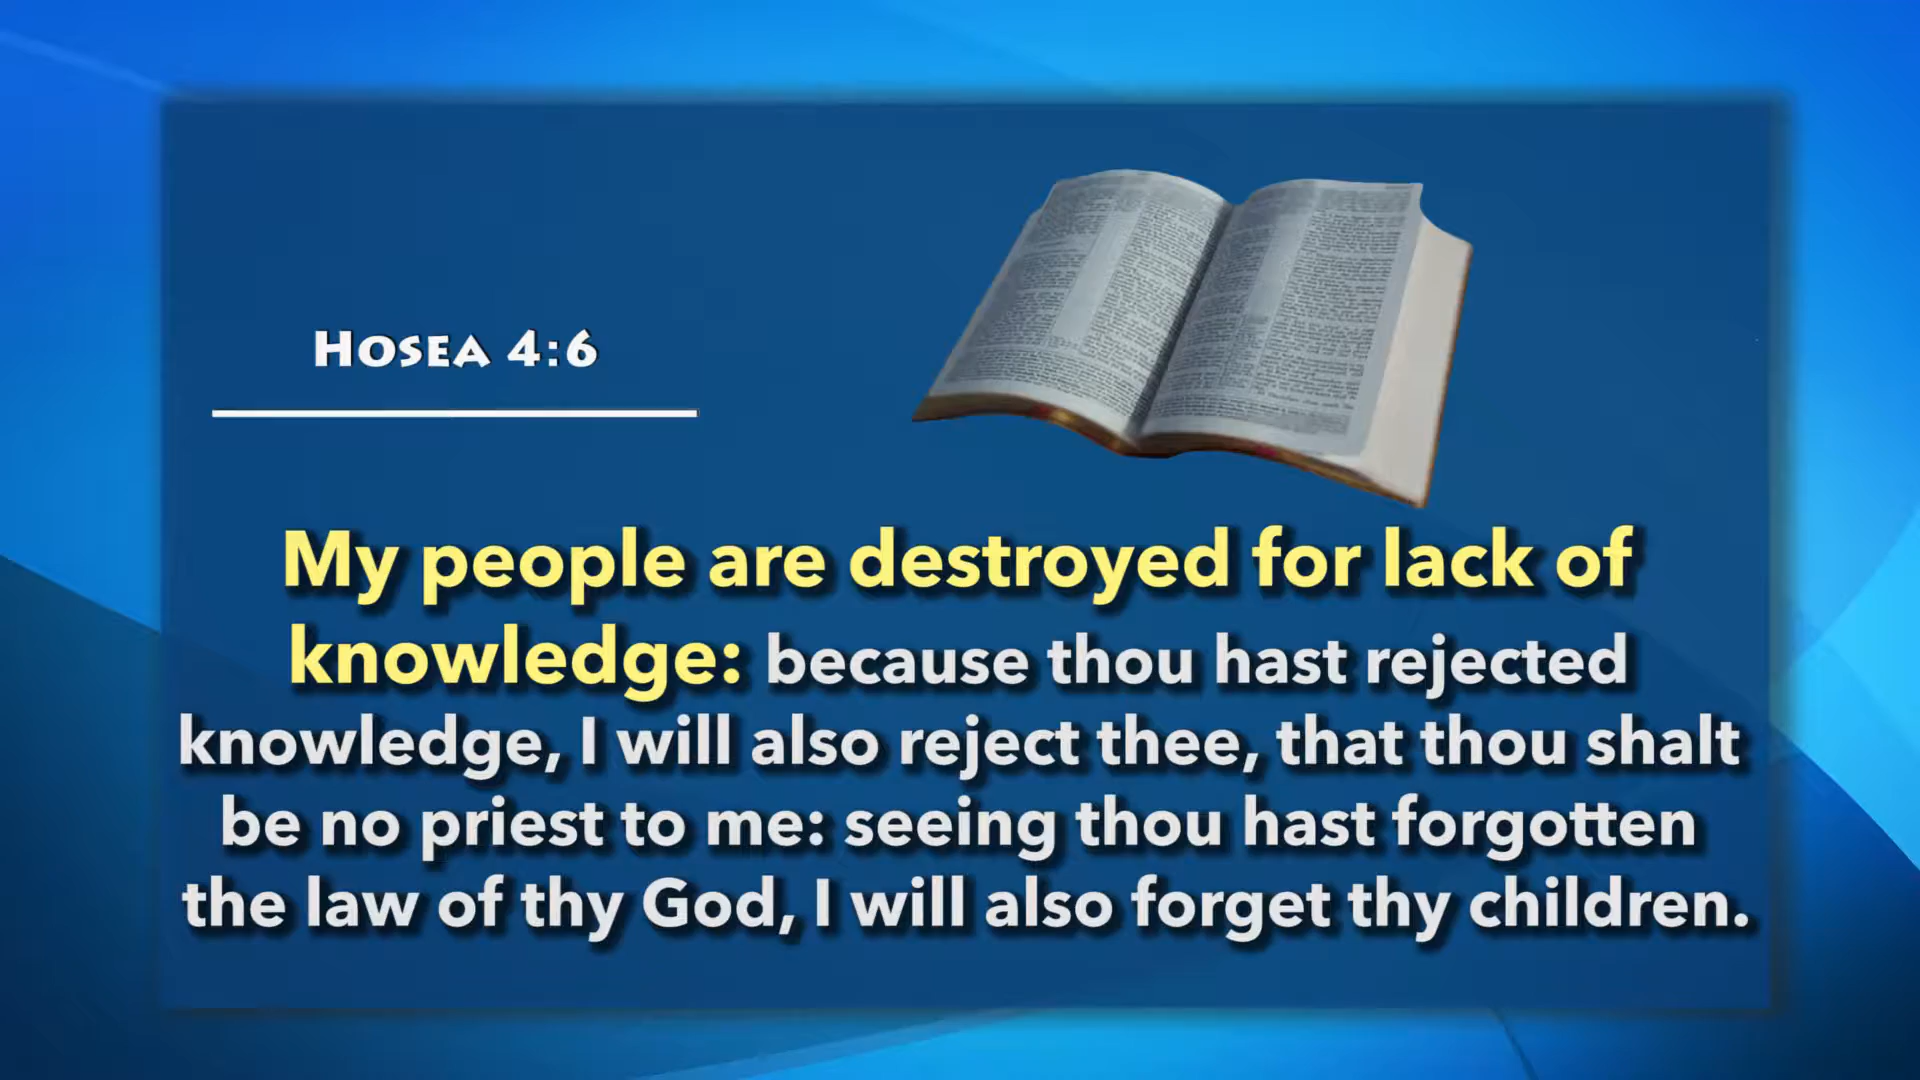 Hosea 4:6
My people are destroyed for lack of
knowledge: because thou hast rejected
knowledge, I will also reject thee, that thou shalt
be no priest to me: seeing thou hast forgotten
the law of thy God, I will also forget thy children.